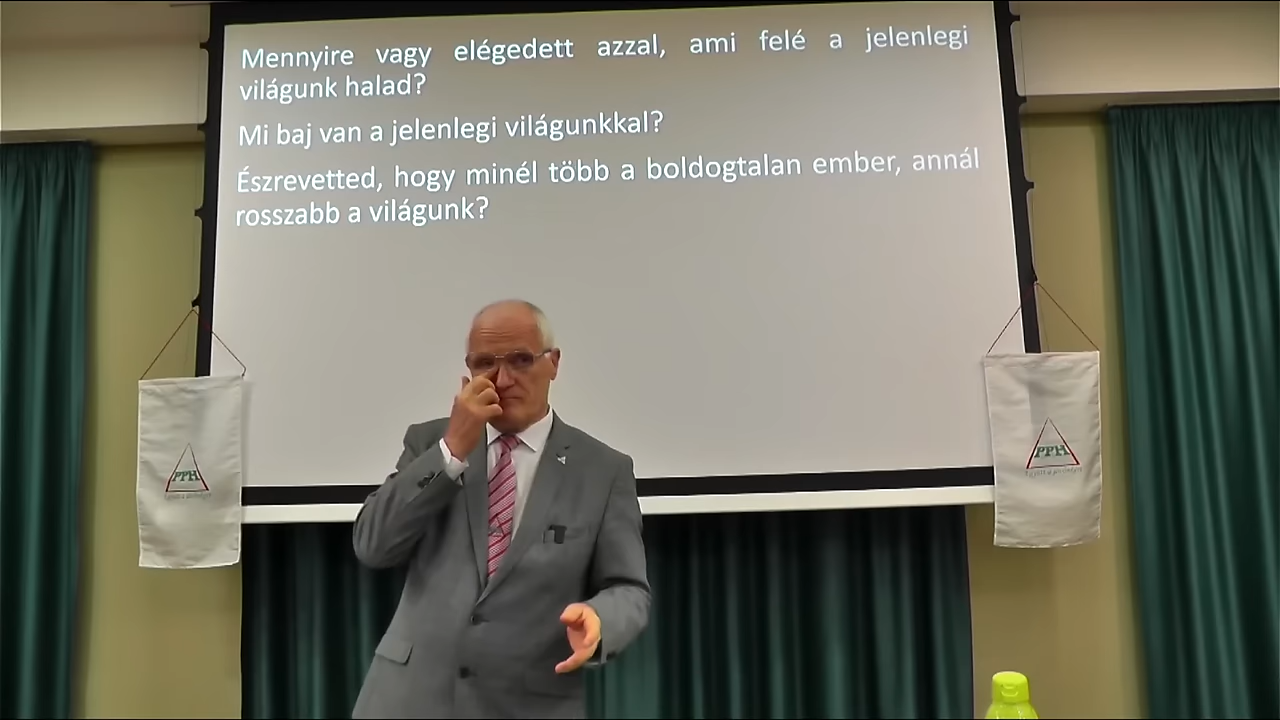 Mennyire vagy elégedett azzal, ami felé a jelenlegi
világunk halad?
Mi baj van a jelenlegi világunkkal?
Észrevetted, hogy minél több a boldogtalan ember, annál
rosszabb a világunk?
PPH
PPH